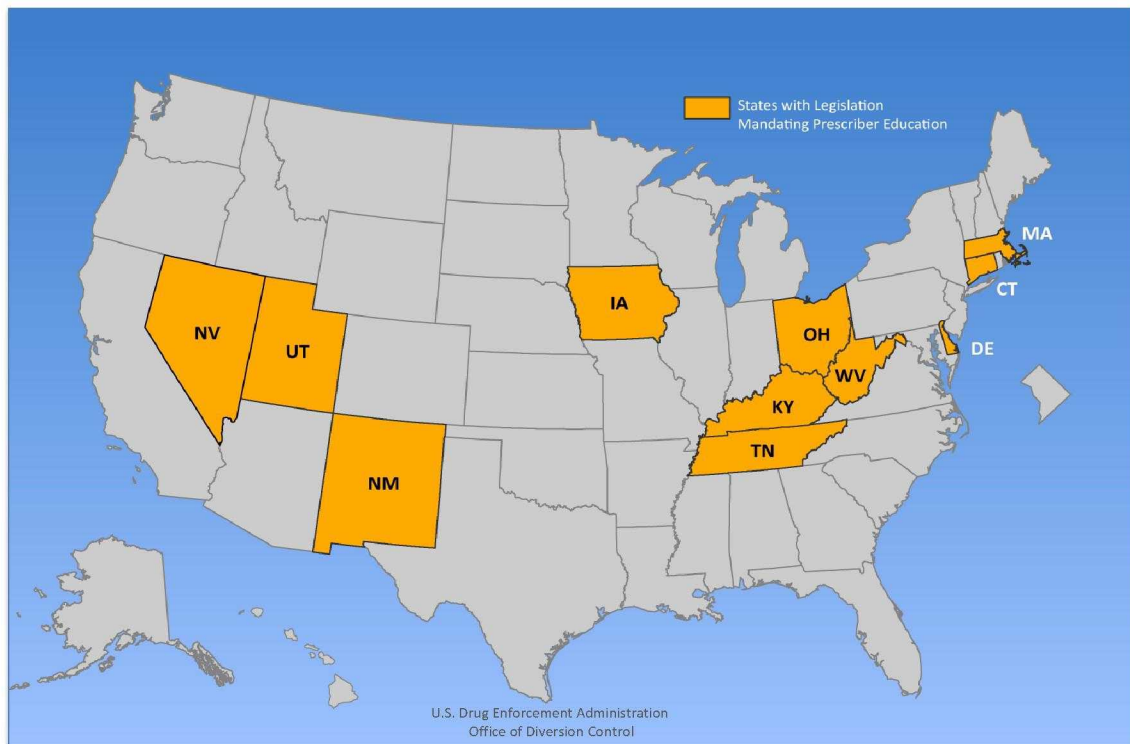 States with Legislation
Mandating Prescriber Education
MA
CT
NV
UT
IA
OH
DE
WV
KY
TN
NM
U.S. Drug Enforcement Administration
Office of Diversion Control